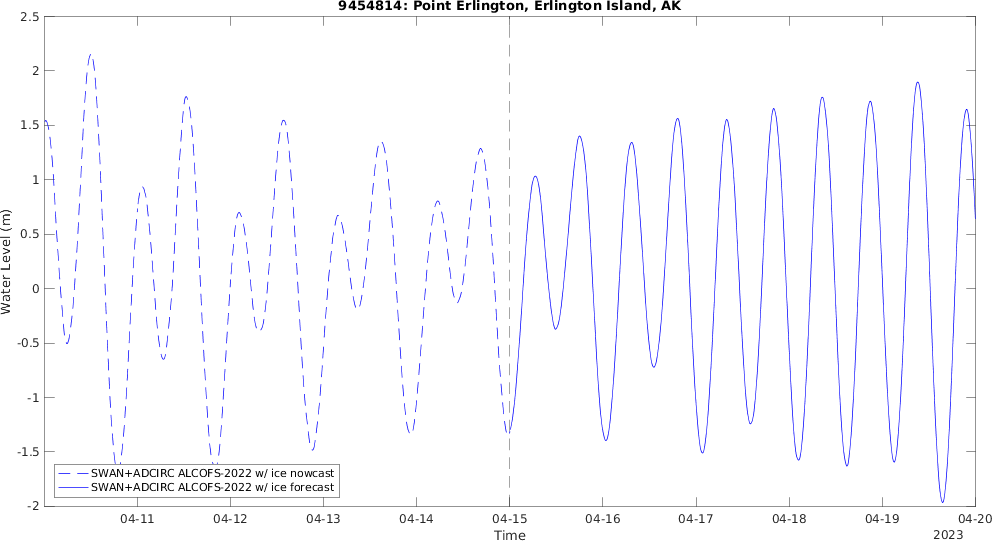 9454814: Point Erlington, Erlington Island, AK
2.5
2
1.5
1
0.5
0
-0.5
-1
-1.5
-2
Water Level (m)
SWAN+ADCIRC ALCOFS-2022 w/ ice nowcast
SWAN+ADCIRC ALCOFS-2022 w/ ice forecast
04-11 04-12 04-13 04-14 04-15 04-16 04-17 04-18 04-19 04-20
Time
2023